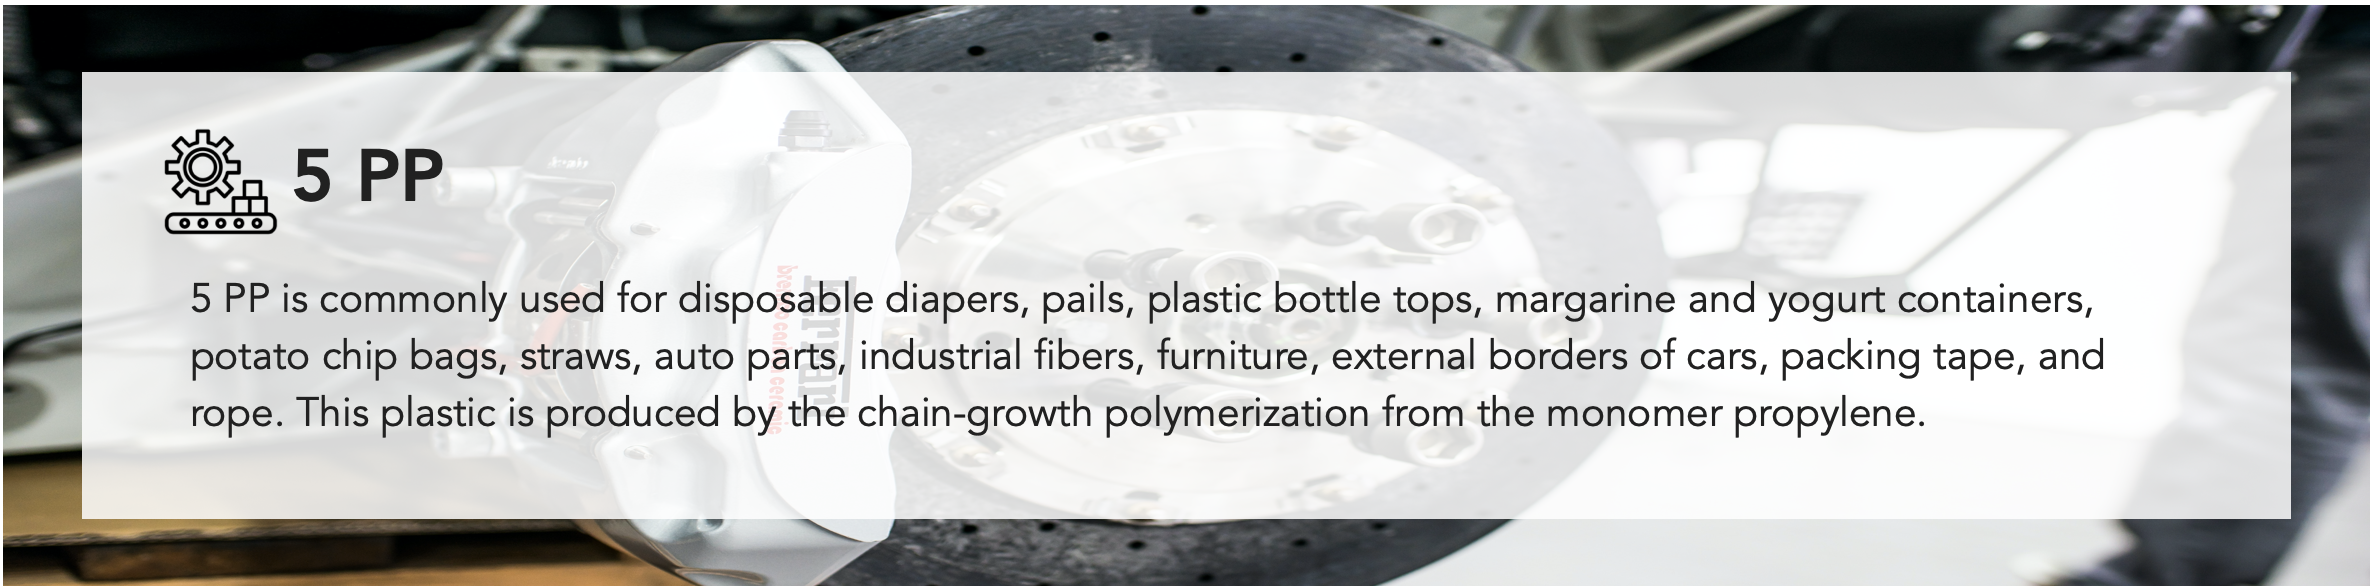 5 PP
5 PP is commonly used for disposable diapers, pails, plastic bottle tops, margarine and yogurt containers,
potato chip bags, straws, auto parts, industrial fibers, furniture, external borders of cars, packing tape, and
rope. This plastic is produced by the chain-growth polymerization from the monomer propylene.